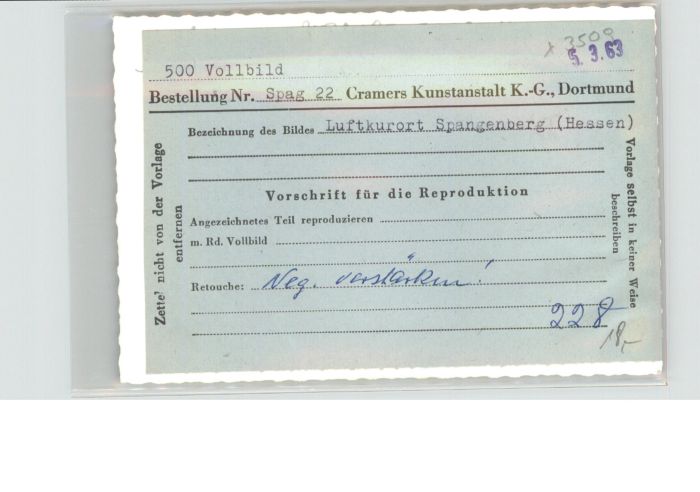 x 3509
5.3.63
500 Vollbild
Bestellung Nr. Spag 22 Cramers Kunstanstalt K.-G., Dortmund
Bezeichnung des Bildes Luftkurort Spangenberg (Hessen)
Vorschrift für die Reproduktion
Angezeichnetes Teil reproduzieren
m. Rd. Vollbild
Retouche: Neg. verstärken!
228
18,-
Zettel nicht von der Vorlage
entfernen
Vorlage selbst in keiner Weise
beschreiben